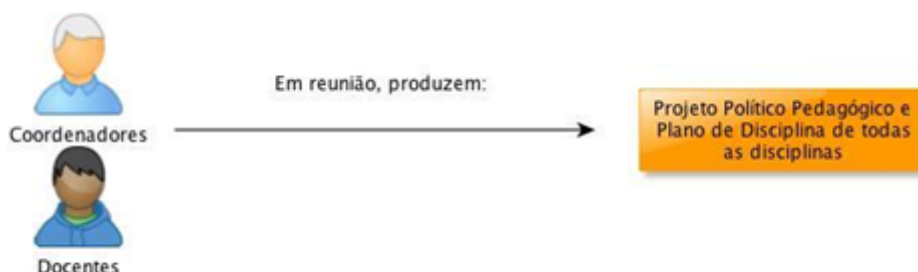 Em reunião, produzem:
Coordenadores
Projeto Político Pedagógico e
Plano de Disciplina de todas
as disciplinas
Docentes